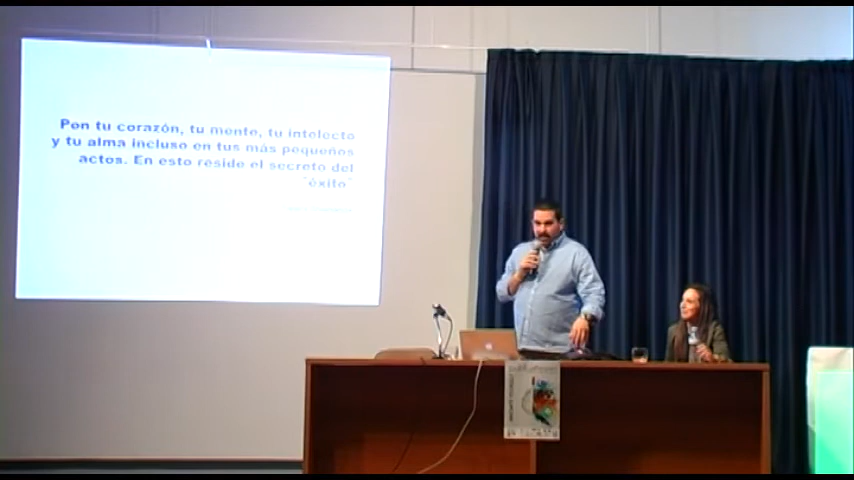 Pon tu corazón, tu mente, tu intelecto
y tu alma incluso en tus más pequeños
actos. En esto reside el secreto del
´éxito´